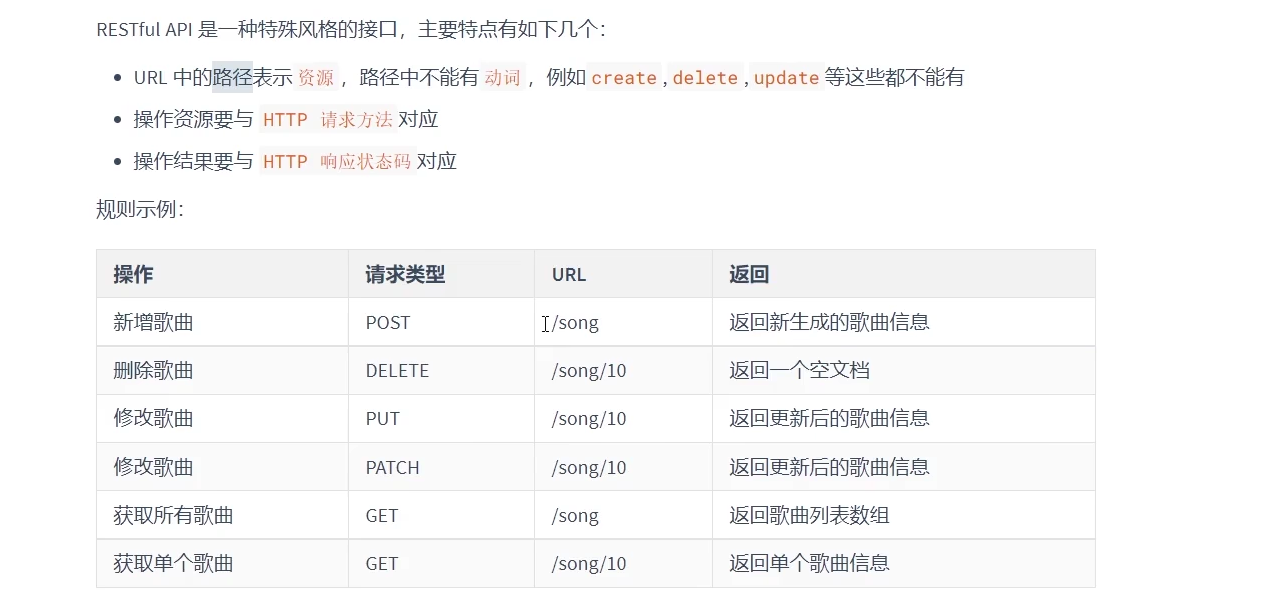 RESTful API 是一种特殊风格的接口，主要特点有如下几个：
URL 中的路径表示 资源 ，路径中不能有 动词 ，例如 create , delete , update 等这些都不能有
操作资源要与 HTTP 请求方法 对应
操作结果要与 HTTP 响应状态码 对应
规则示例：
操作 请求类型 URL 返回
新增歌曲 POST /song 返回新生成的歌曲信息
删除歌曲 DELETE /song/10 返回一个空文档
修改歌曲 PUT /song/10 返回更新后的歌曲信息
修改歌曲 PATCH /song/10 返回更新后的歌曲信息
获取所有歌曲 GET /song 返回歌曲列表数组
获取单个歌曲 GET /song/10 返回单个歌曲信息